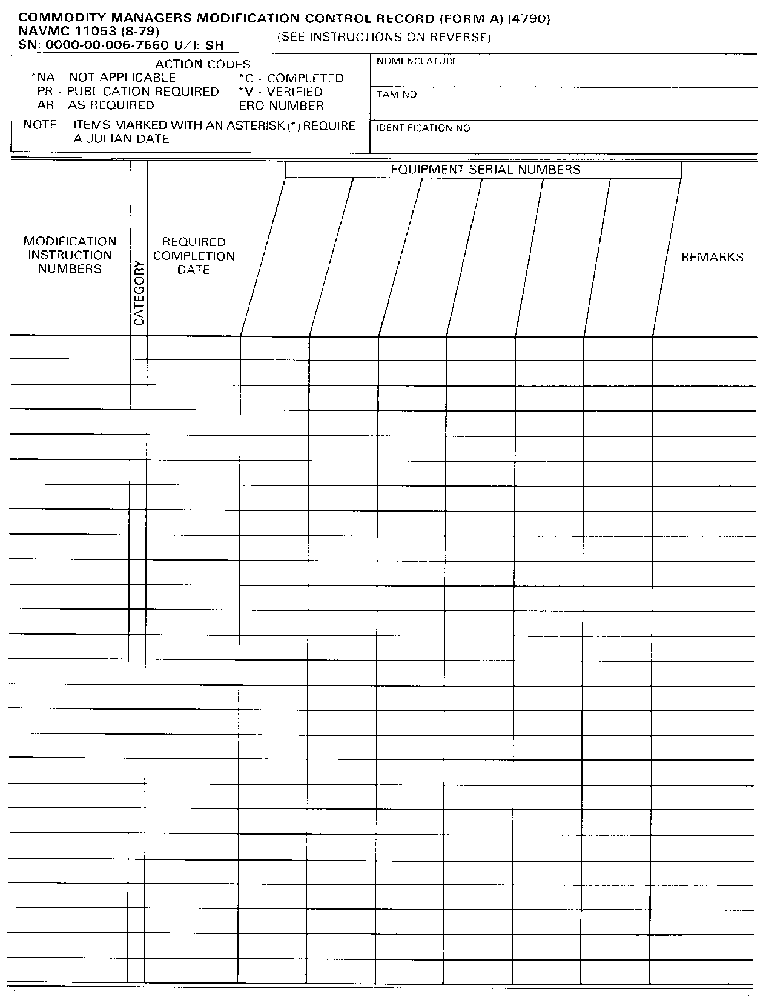 COMMODITY MANAGERS MODIFICATION CONTROL RECORD (FORM A) (4790)
NAVMC 11053 (8-79)
(SEE INSTRUCTIONS ON REVERSE)
SN: 0000-00-006-7660 U/I: SH
ACTION CODES
*NA NOT APPLICABLE *C - COMPLETED
PR - PUBLICATION REQUIRED *V - VERIFIED
AR AS REQUIRED ERO NUMBER
NOTE: ITEMS MARKED WITH AN ASTERISK (*) REQUIRE
A JULIAN DATE
NOMENCLATURE
TAM NO
IDENTIFICATION NO
EQUIPMENT SERIAL NUMBERS
MODIFICATION
INSTRUCTION
NUMBERS
CATEGORY
REQUIRED
COMPLETION
DATE
REMARKS